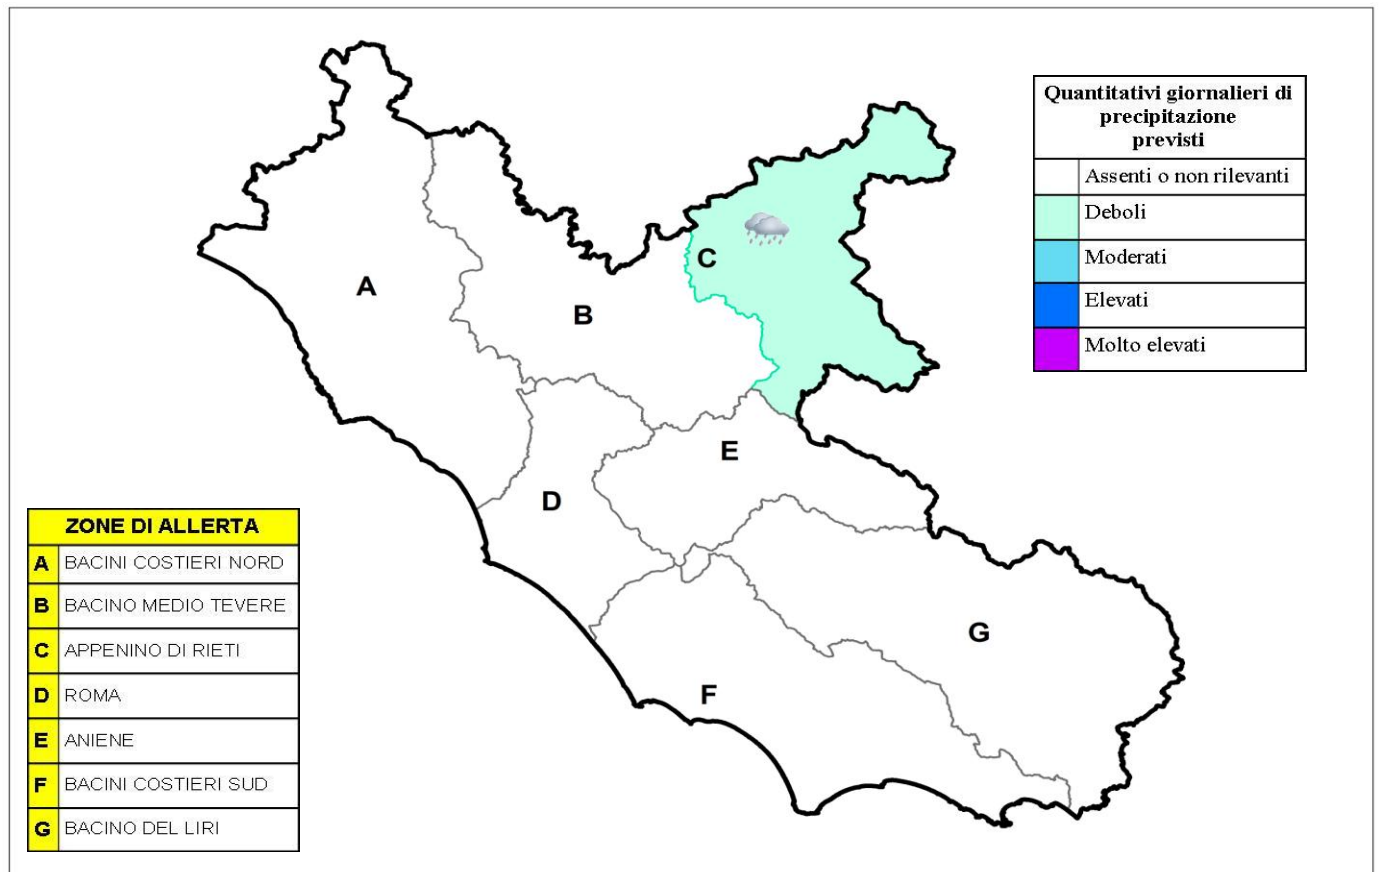 Quantitativi giornalieri di
precipitazione
previsti
Assenti o non rilevanti
Deboli
Moderati
Elevati
Molto elevati
A
B
C
D
E
F
G
ZONE DI ALLERTA
A BACINI COSTIERI NORD
B BACINO MEDIO TEVERE
C APPENINO DI RIETI
D ROMA
E ANIENE
F BACINI COSTIERI SUD
G BACINO DEL LIRI